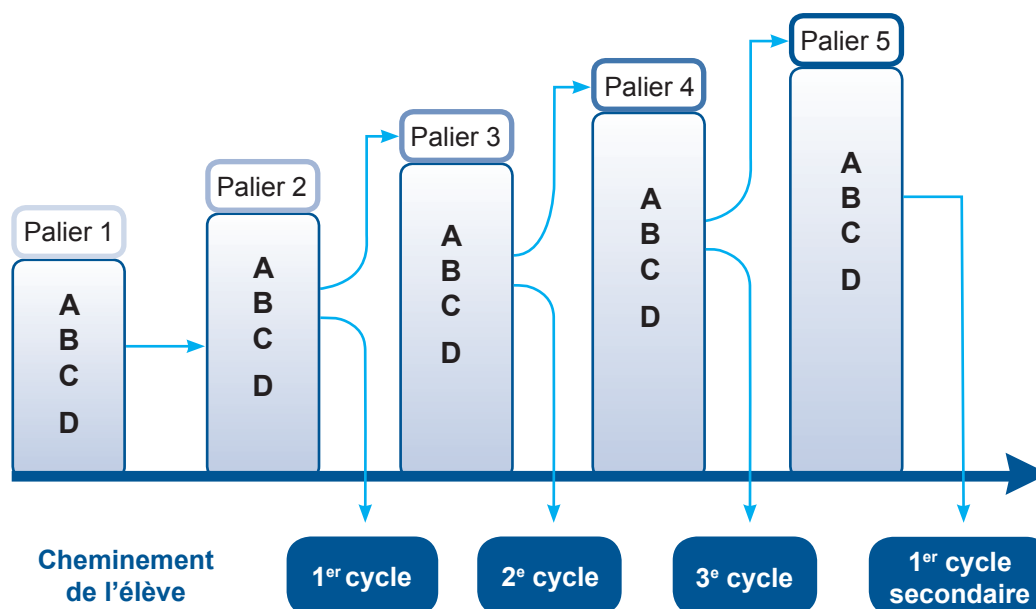 Palier 1
A
B
C
D
Palier 2
A
B
C
D
Palier 3
A
B
C
D
Palier 4
A
B
C
D
Palier 5
A
B
C
D
Cheminement
de l’élève
1er cycle
2e cycle
3e cycle
1er cycle
secondaire